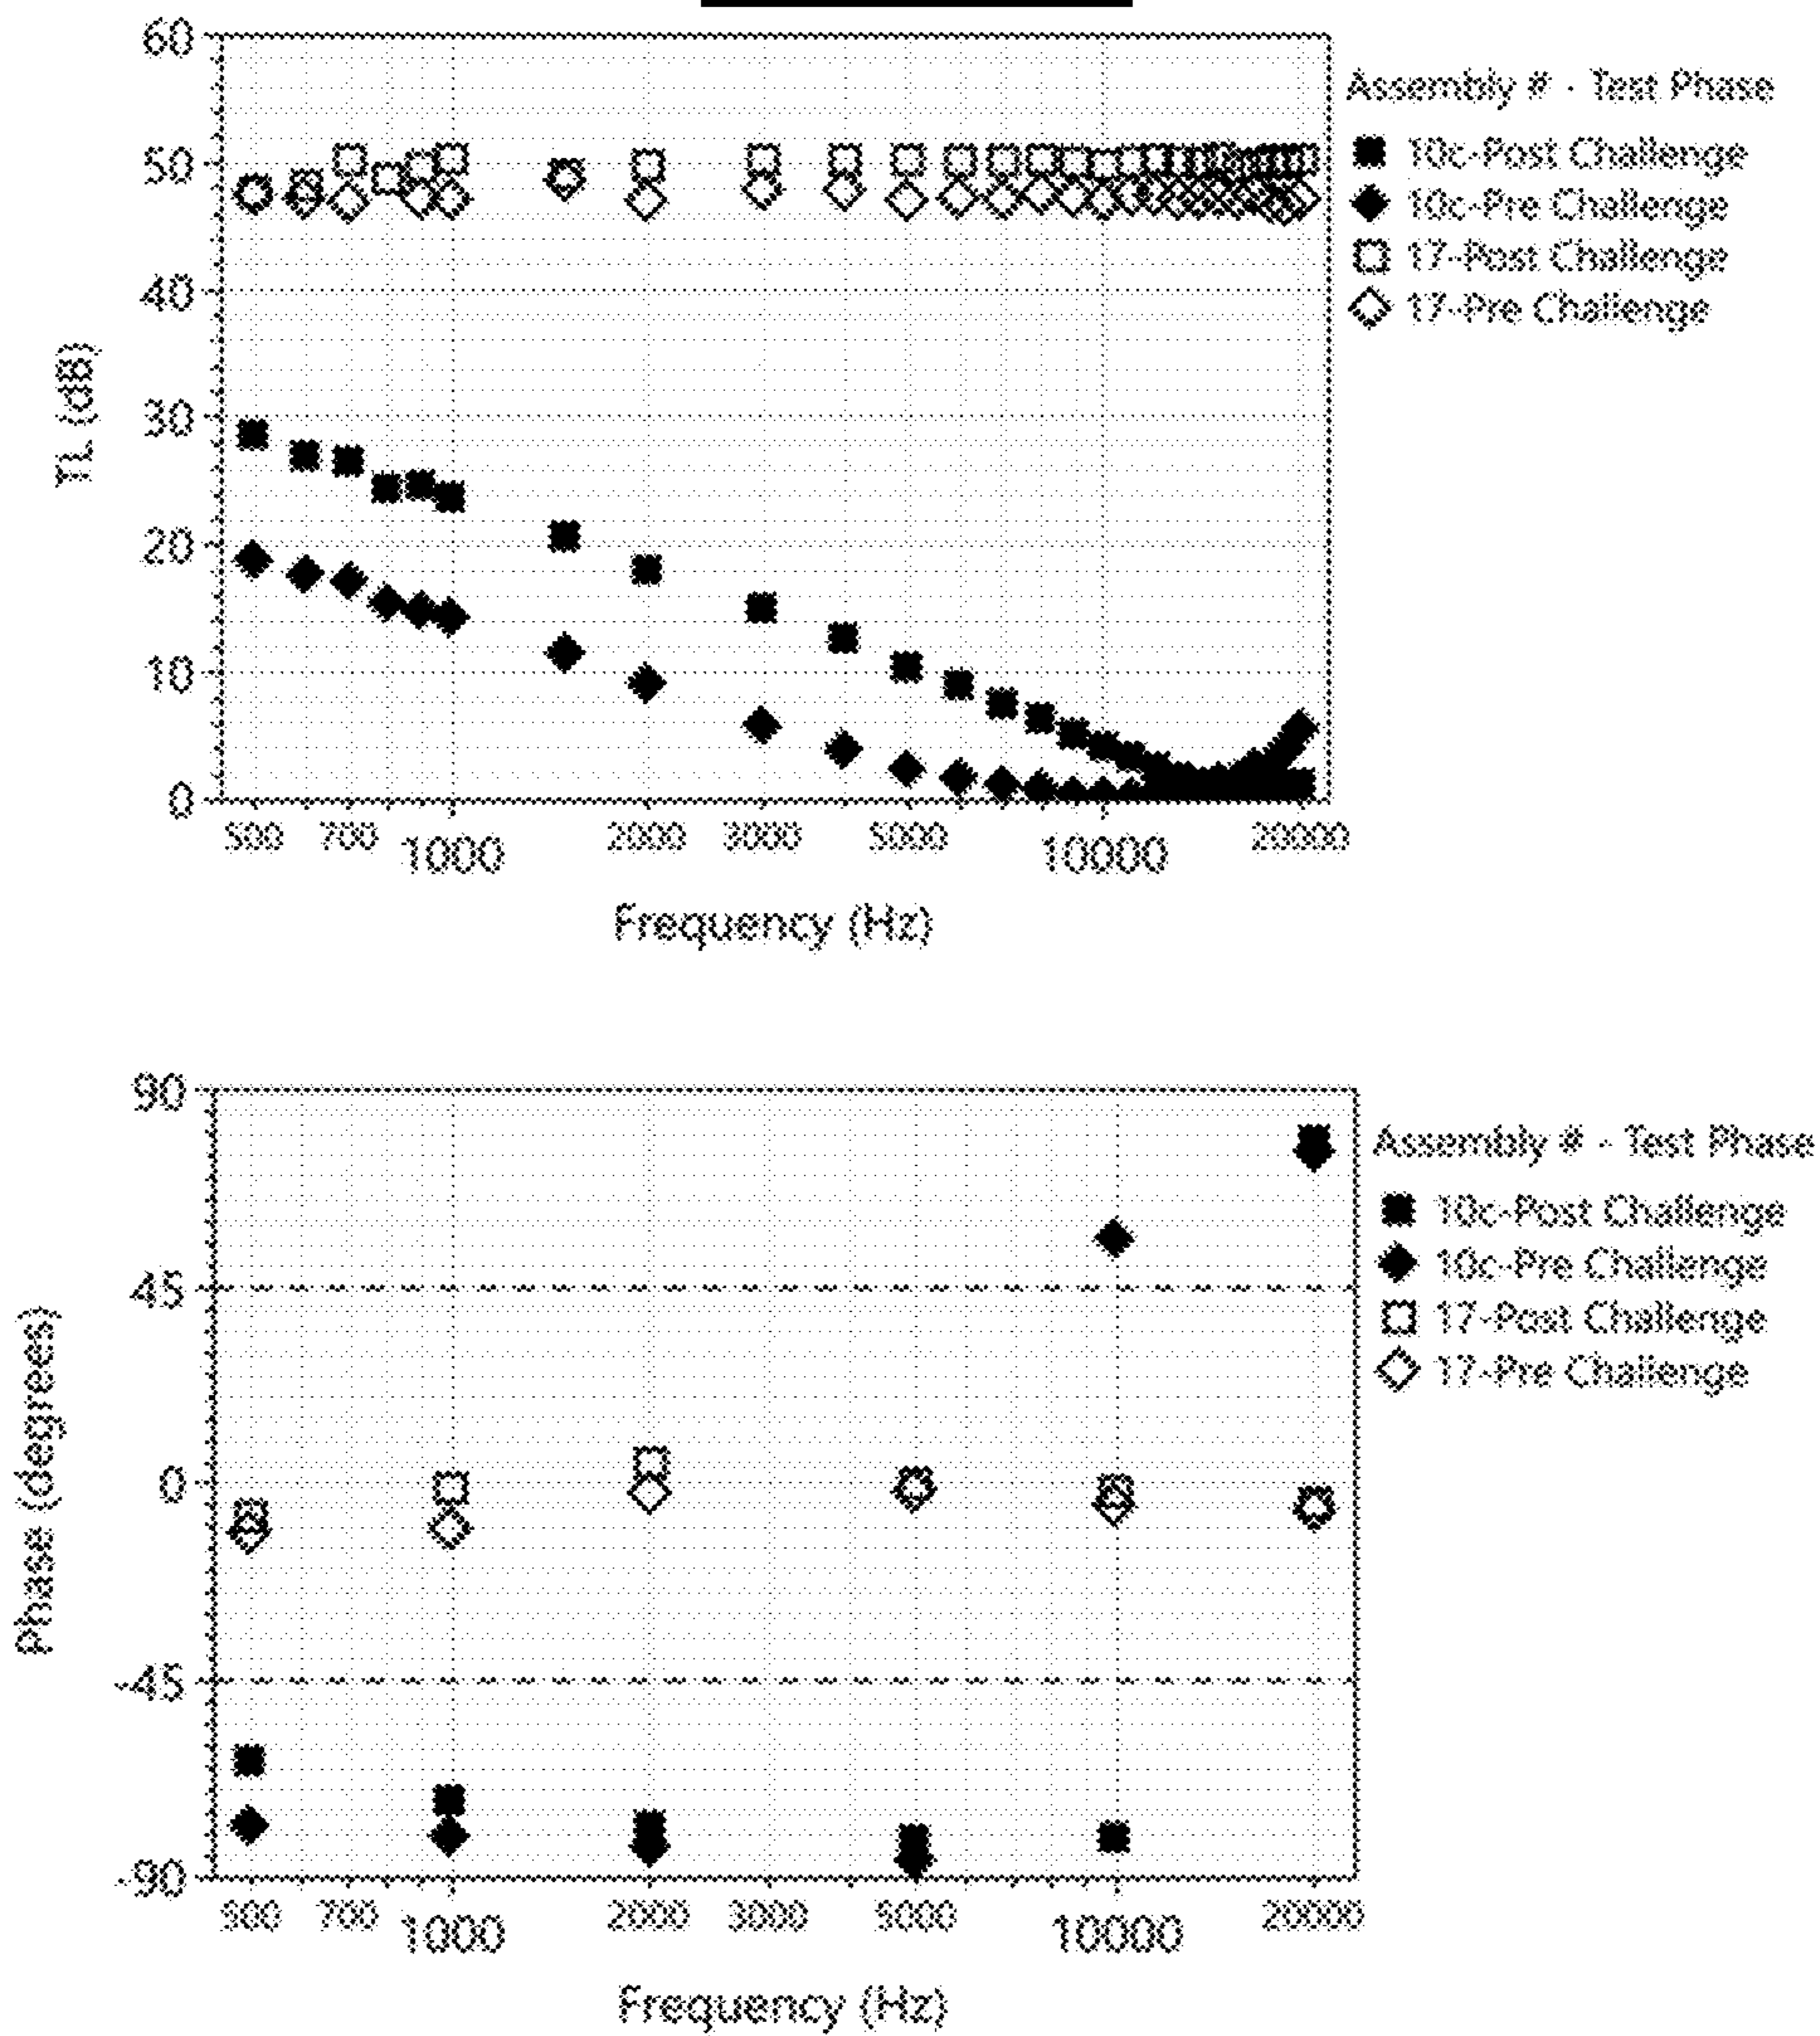 60
50
40
30
20
10
0
TL (dB)
500 700 1000 2000 3000 5000 10000 20000
Frequency (Hz)
Assembly # - Test Phase
10c-Post Challenge
10c-Pre Challenge
17-Post Challenge
17-Pre Challenge
90
45
0
-45
-90
Phase (degrees)
500 700 1000 2000 3000 5000 10000 20000
Frequency (Hz)
Assembly # - Test Phase
10c-Post Challenge
10c-Pre Challenge
17-Post Challenge
17-Pre Challenge